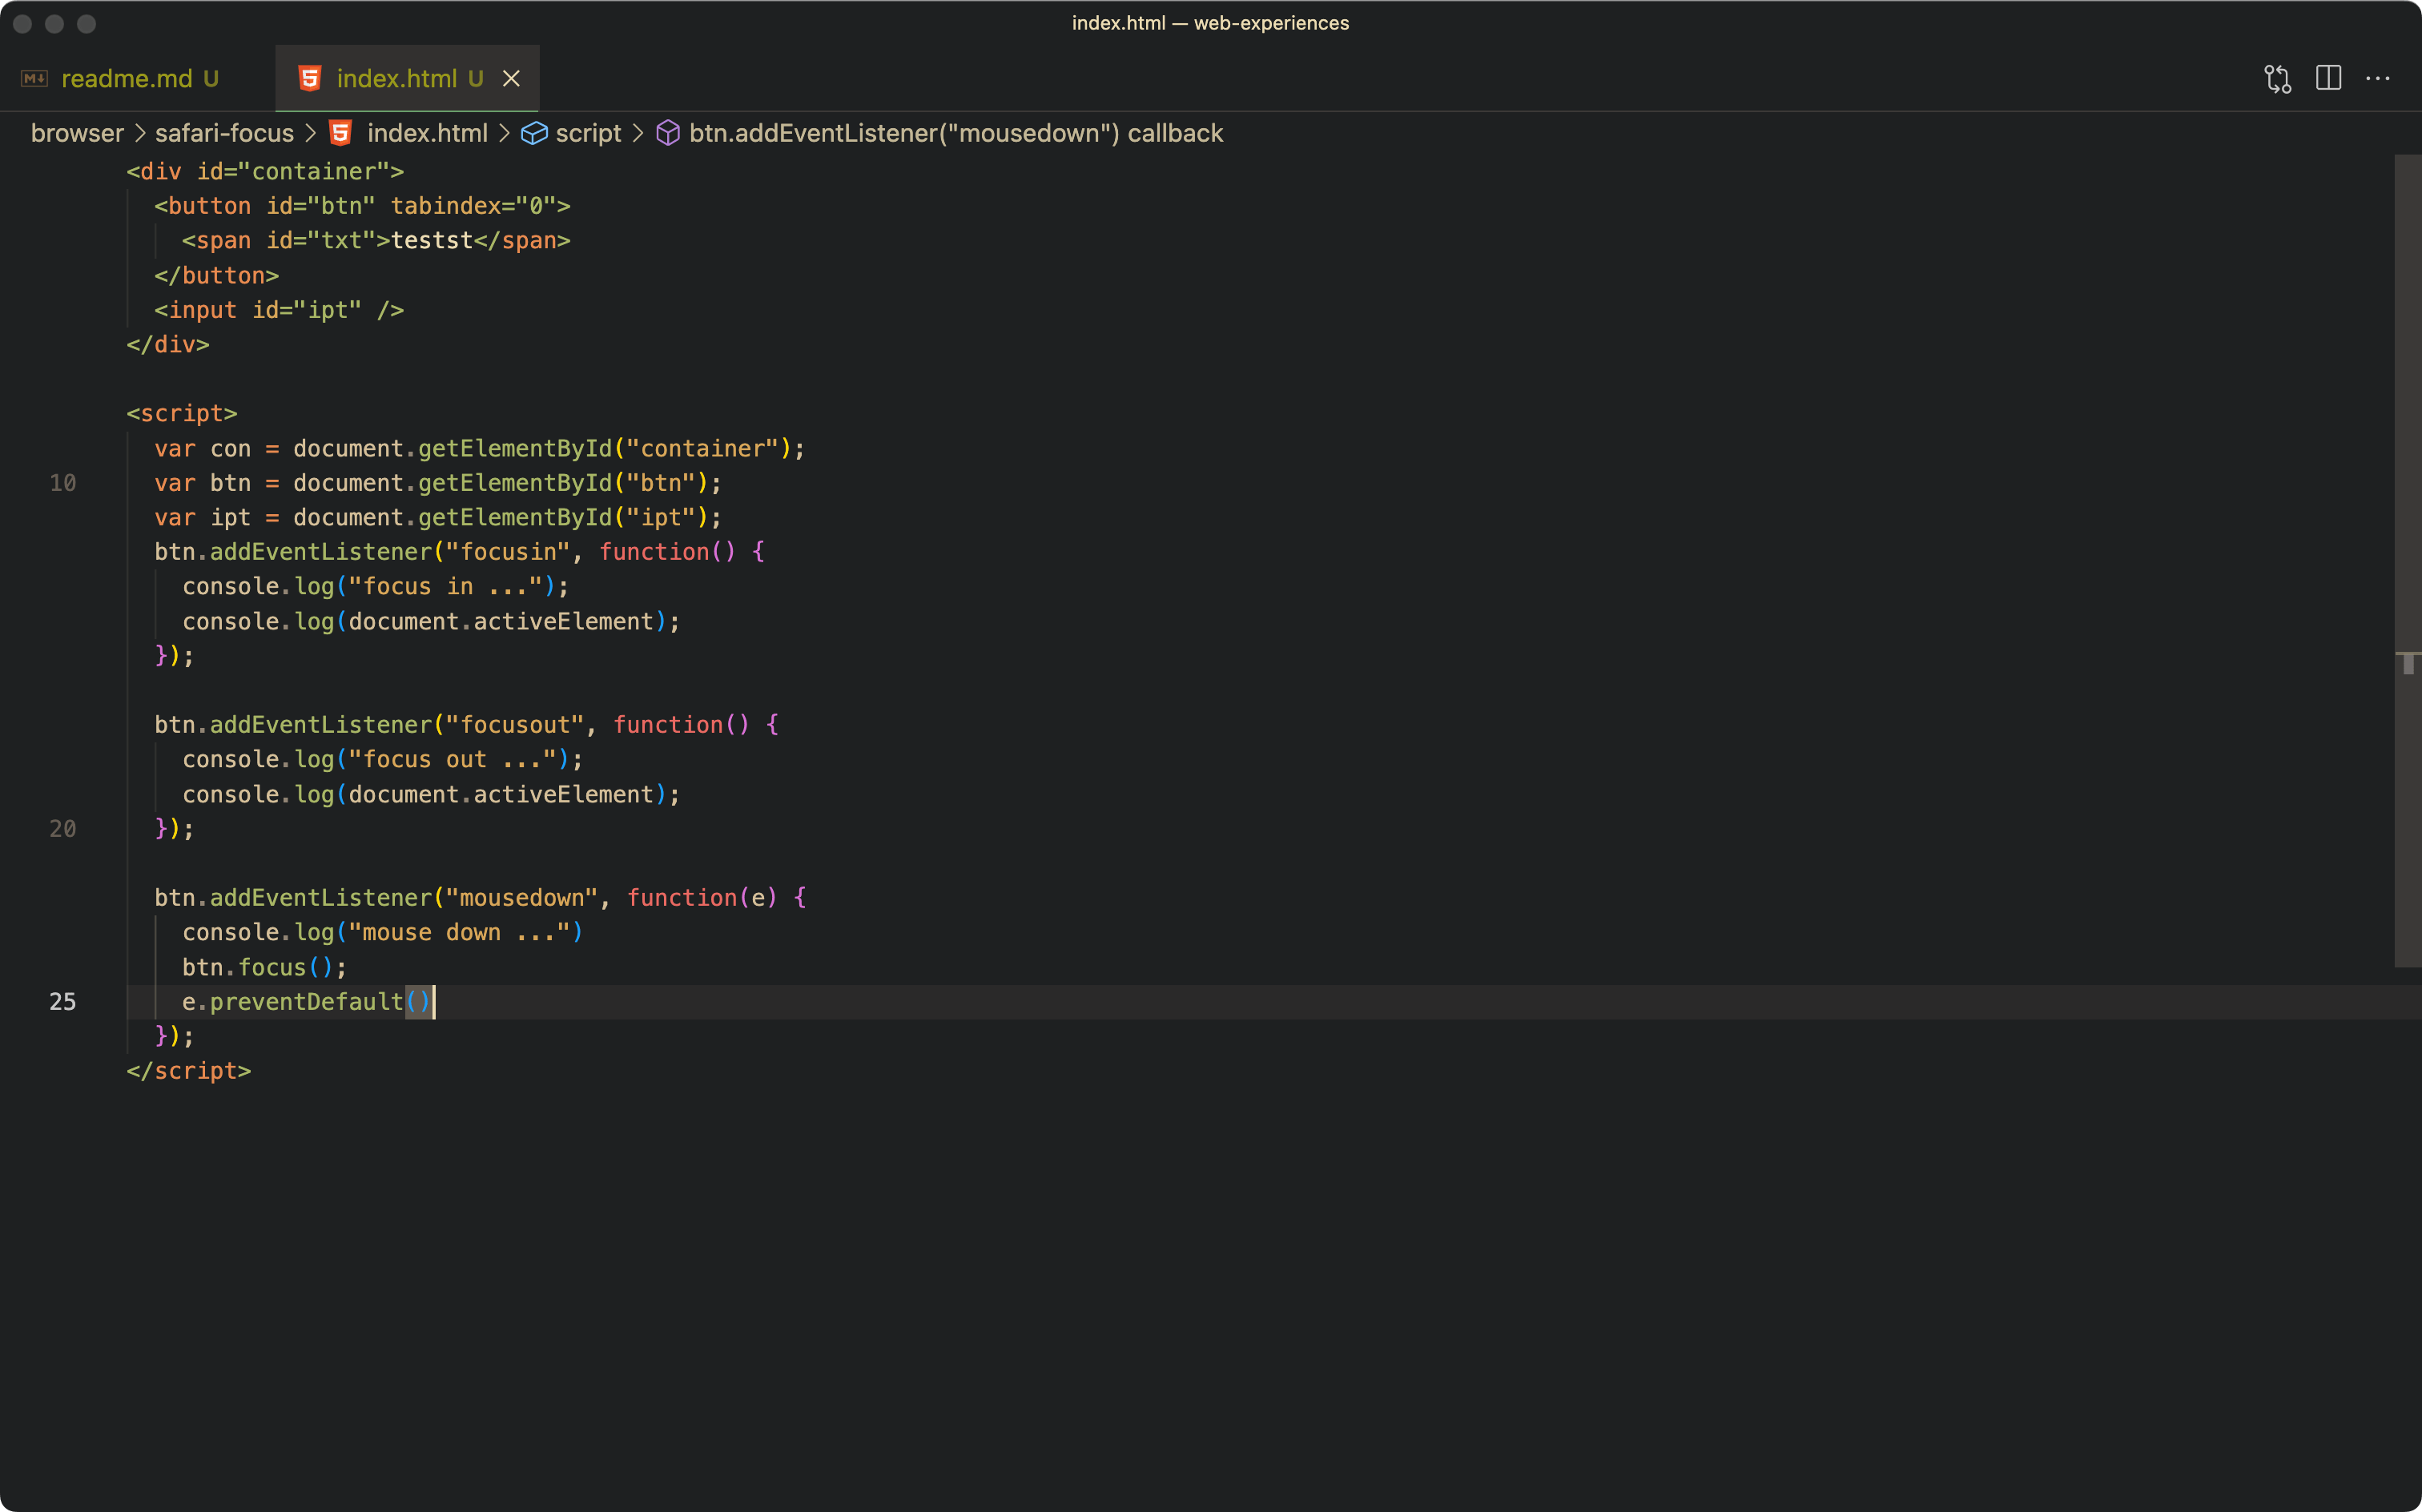 index.html — web-experiences
readme.md U index.html U
browser > safari-focus > index.html > script > btn.addEventListener("mousedown") callback
<div id="container">
  <button id="btn" tabindex="0">
    <span id="txt">testst</span>
  </button>
  <input id="ipt" />
</div>

<script>
  var con = document.getElementById("container");
10  var btn = document.getElementById("btn");
  var ipt = document.getElementById("ipt");
  btn.addEventListener("focusin", function() {
    console.log("focus in ...");
    console.log(document.activeElement);
  });

  btn.addEventListener("focusout", function() {
    console.log("focus out ...");
    console.log(document.activeElement);
20  });

  btn.addEventListener("mousedown", function(e) {
    console.log("mouse down ...")
    btn.focus();
25    e.preventDefault()
  });
</script>